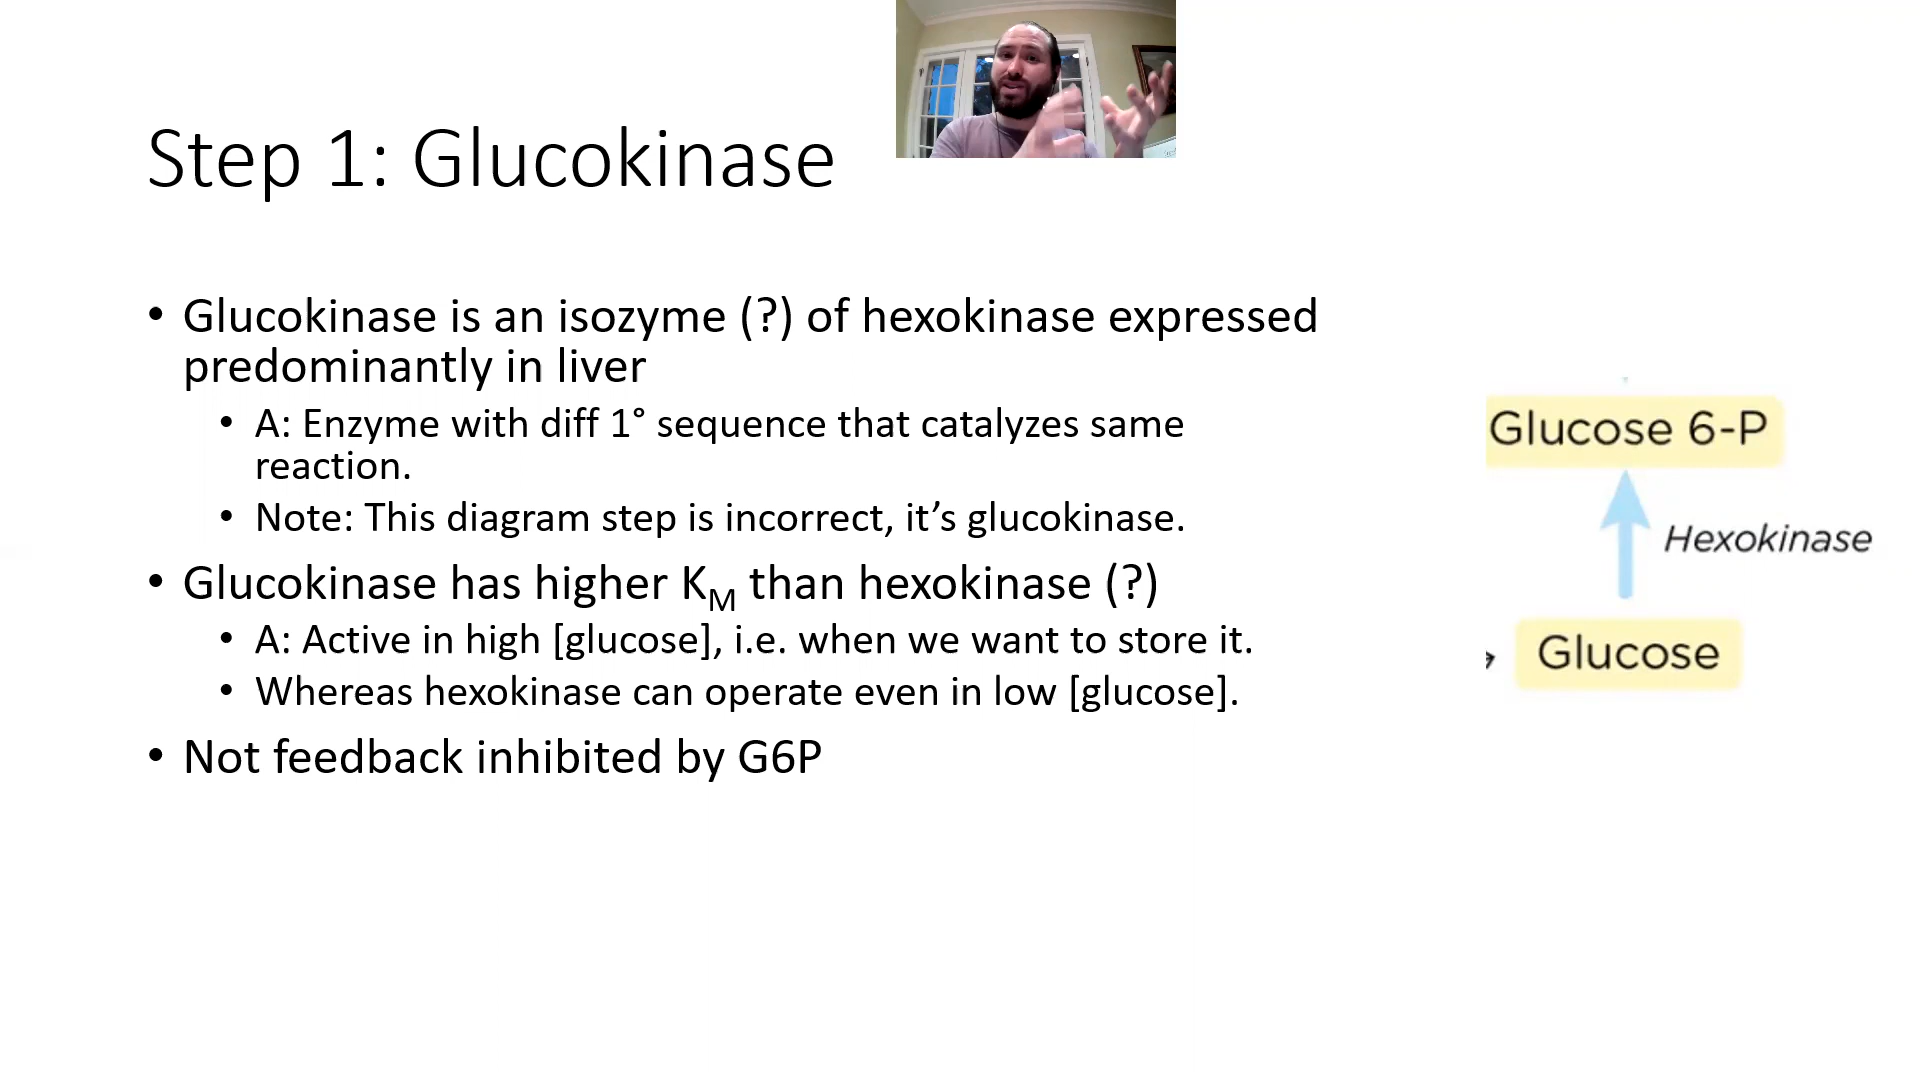 Step 1: Glucokinase
• Glucokinase is an isozyme (?) of hexokinase expressed
predominantly in liver
• A: Enzyme with diff 1° sequence that catalyzes same
reaction.
• Note: This diagram step is incorrect, it’s glucokinase.
• Glucokinase has higher KM than hexokinase (?)
• A: Active in high [glucose], i.e. when we want to store it.
• Whereas hexokinase can operate even in low [glucose].
• Not feedback inhibited by G6P
Glucose 6-P
Hexokinase
Glucose